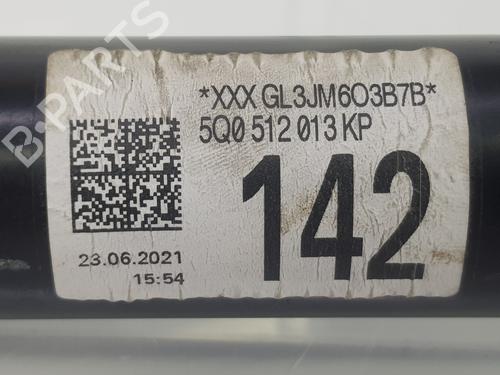 B-PARTS
*XXX GL3JM6O3B7B*
5Q0 512 013 KP
142
23.06.2021
15:54